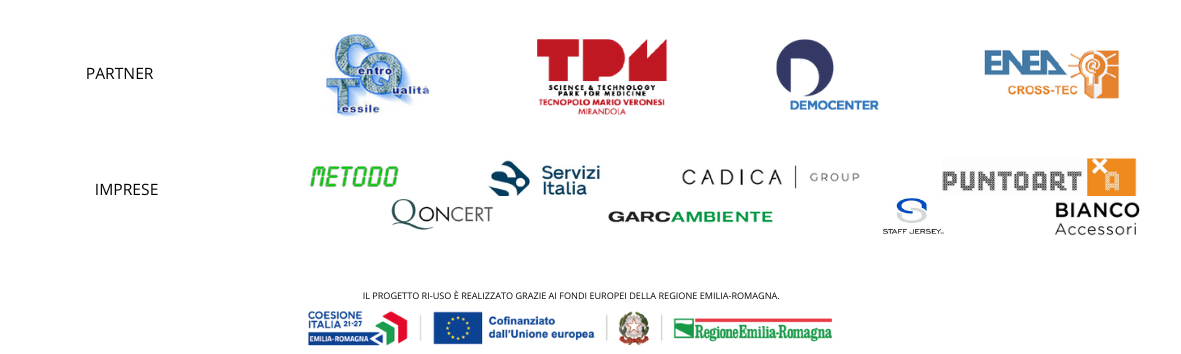 PARTNER
Centro
Qualità
Tessile
TPM
SCIENCE & TECHNOLOGY
PARK FOR MEDICINE
TECNOPOLO MARIO VERONESI
MIRANDOLA
DEMOCENTER
ENEA
CROSS-TEC
IMPRESE
METODO
Servizi
Italia
CADICA GROUP
PUNTOART XA
QONCERT
GARCAMBIENTE
STAFF JERSEY
BIANCO
Accessori
IL PROGETTO RI-USO È REALIZZATO GRAZIE AI FONDI EUROPEI DELLA REGIONE EMILIA-ROMAGNA.
COESIONE
ITALIA 21-27
EMILIA-ROMAGNA
Cofinanziato
dall'Unione europea
RegioneEmilia-Romagna